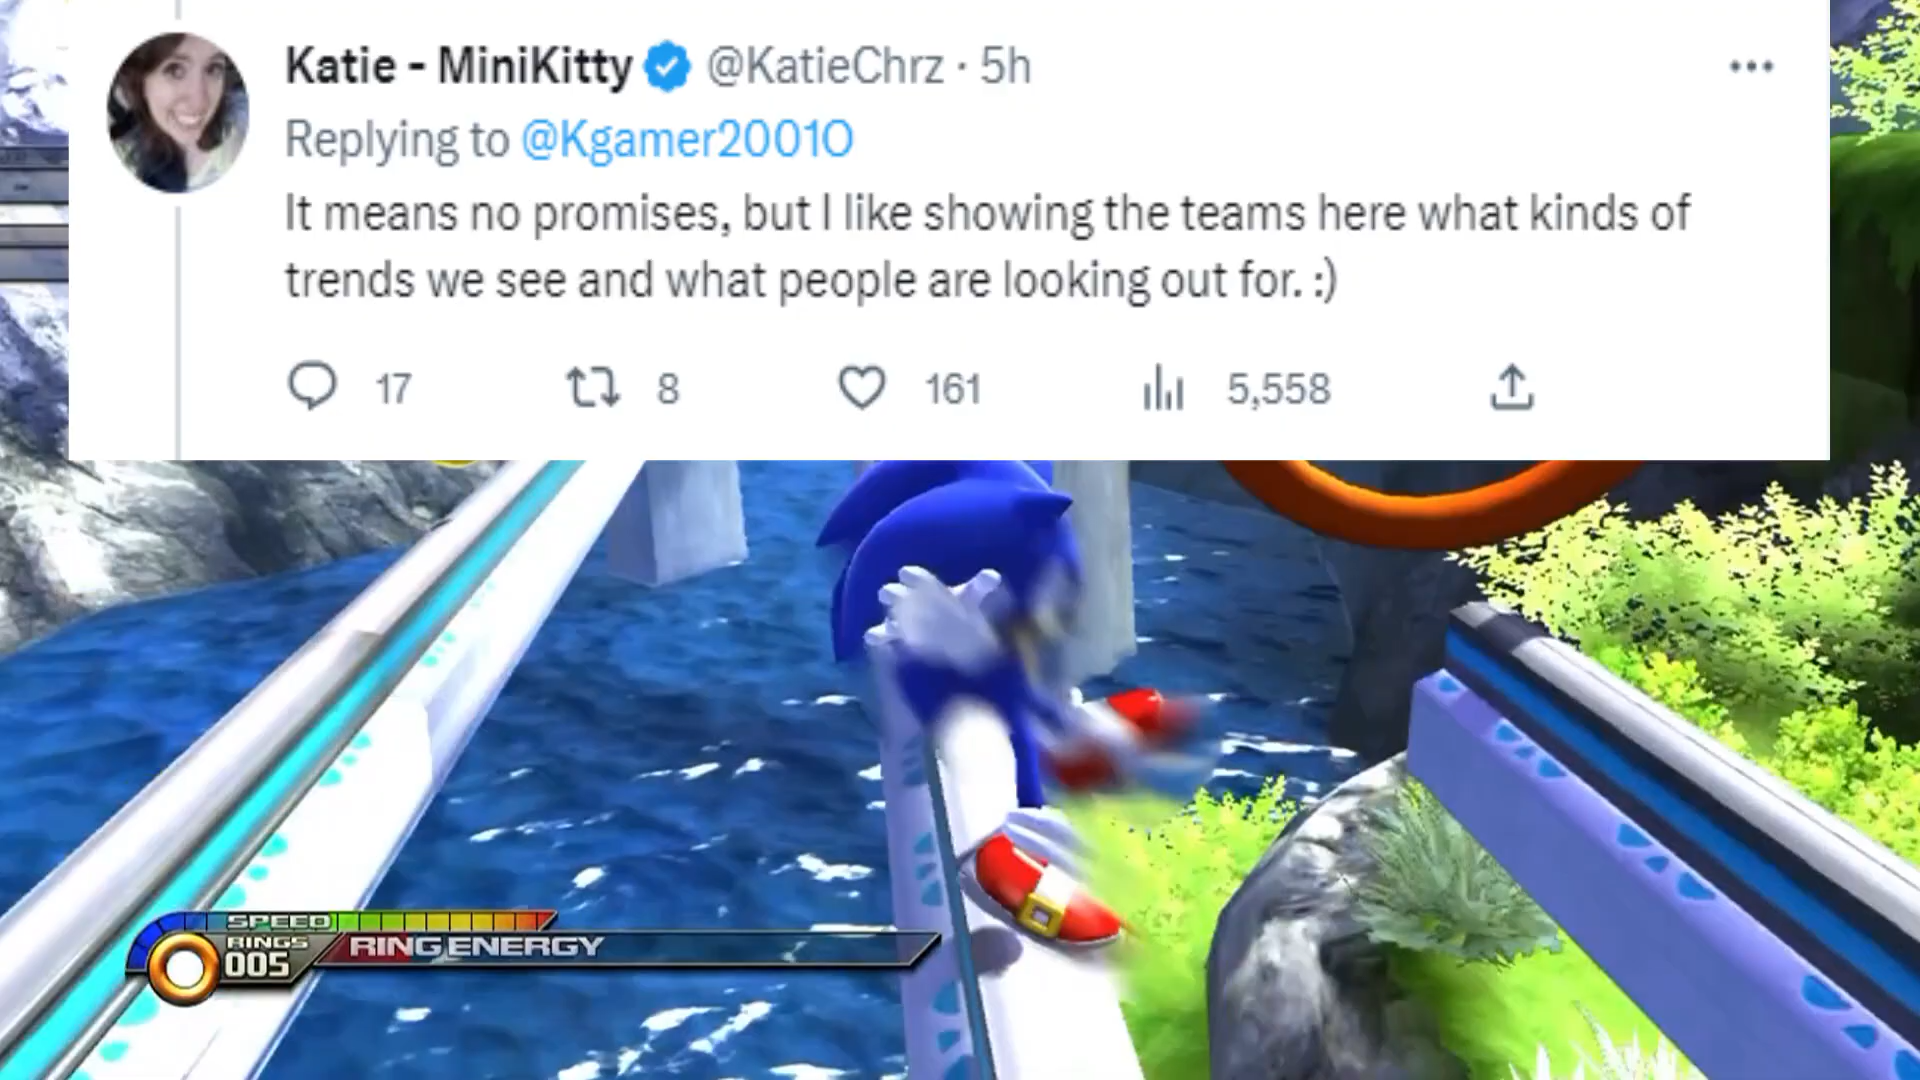 Katie - MiniKitty @KatieChrz · 5h
Replying to @Kgamer2001O
It means no promises, but I like showing the teams here what kinds of
trends we see and what people are looking out for. :)
17 8 161 5,558
SPEED
RINGS
005
RING ENERGY